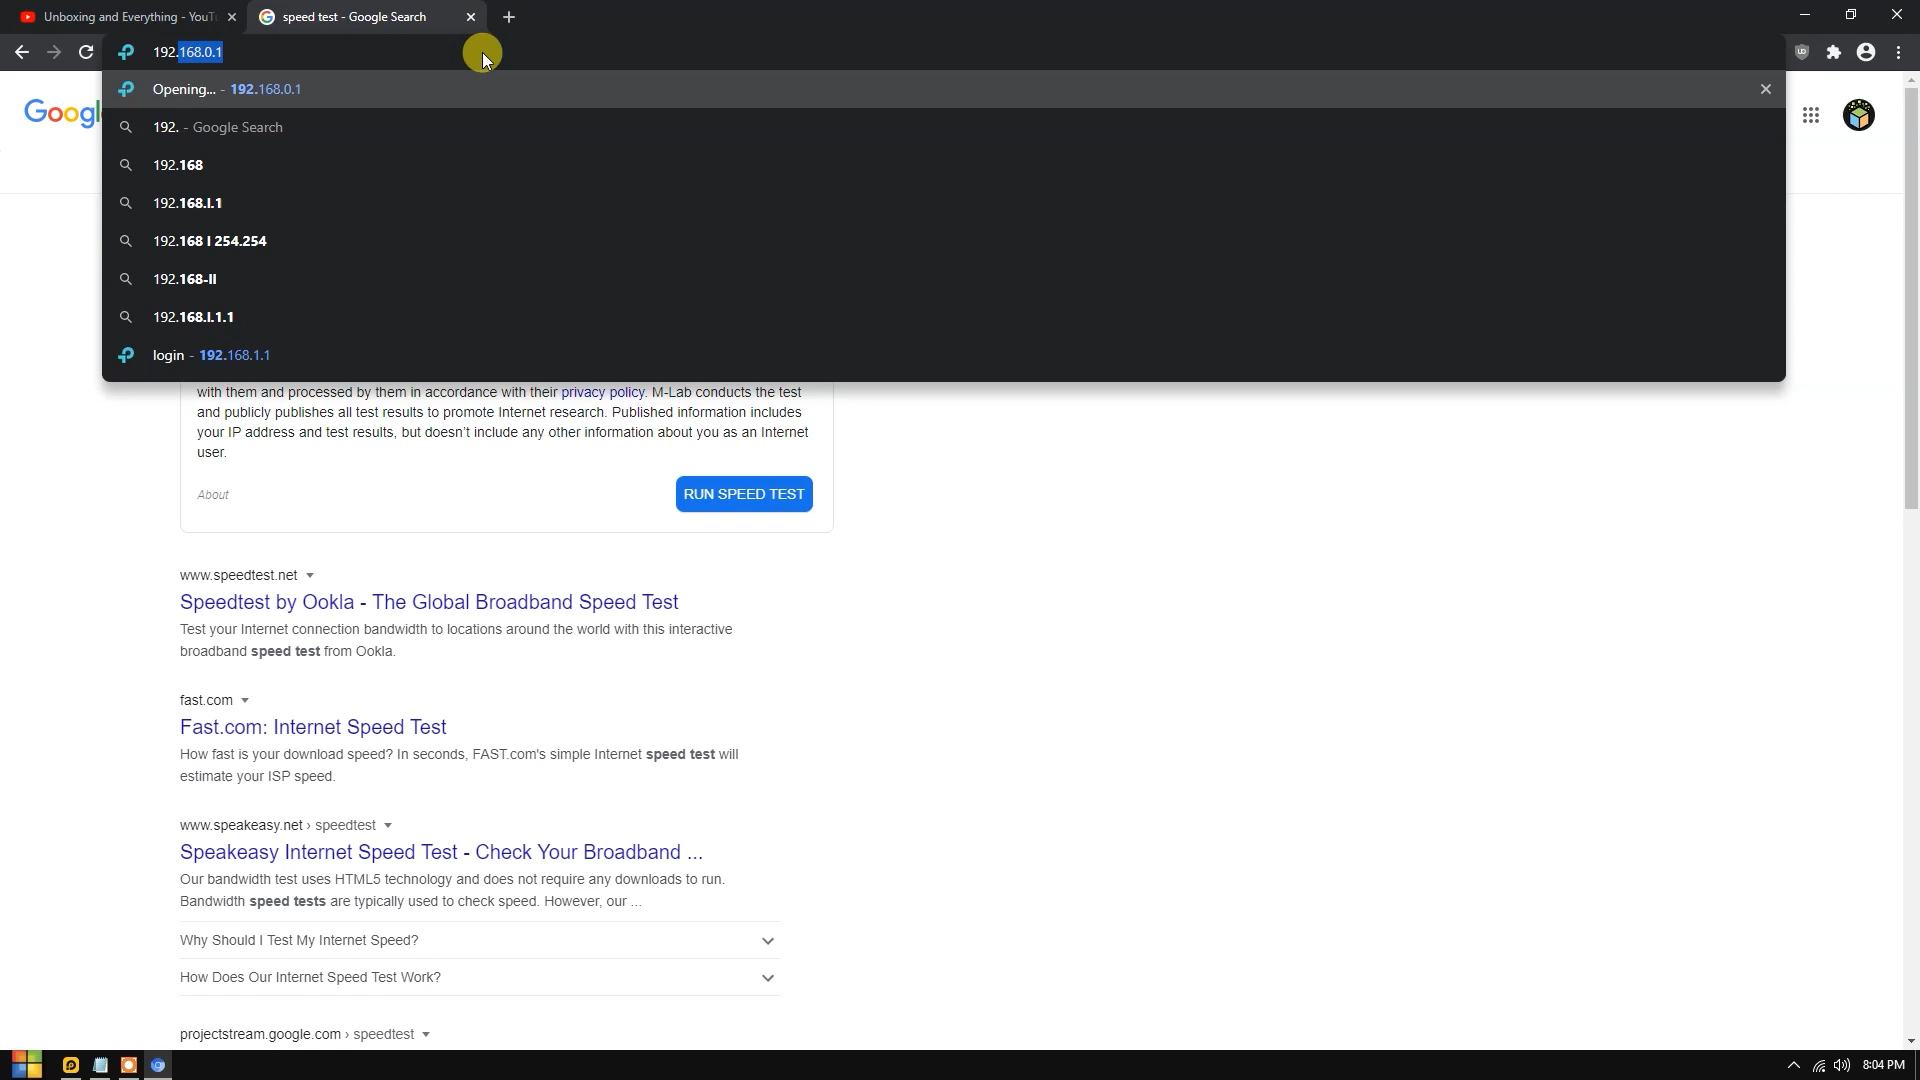 Unboxing and Everything - YouT
speed test - Google Search
192.168.0.1
Opening... - 192.168.0.1
192. - Google Search
192.168
192.168.l.1
192.168 l 254.254
192.168-ll
192.168.l.1.1
login - 192.168.1.1
Googl
with them and processed by them in accordance with their privacy policy. M-Lab conducts the test
and publicly publishes all test results to promote Internet research. Published information includes
your IP address and test results, but doesn't include any other information about you as an Internet
user.
About
RUN SPEED TEST
www.speedtest.net
Speedtest by Ookla - The Global Broadband Speed Test
Test your Internet connection bandwidth to locations around the world with this interactive
broadband speed test from Ookla.
fast.com
Fast.com: Internet Speed Test
How fast is your download speed? In seconds, FAST.com's simple Internet speed test will
estimate your ISP speed.
www.speakeasy.net › speedtest
Speakeasy Internet Speed Test - Check Your Broadband ...
Our bandwidth test uses HTML5 technology and does not require any downloads to run.
Bandwidth speed tests are typically used to check speed. However, our ...
Why Should I Test My Internet Speed?
How Does Our Internet Speed Test Work?
projectstream.google.com › speedtest
8:04 PM